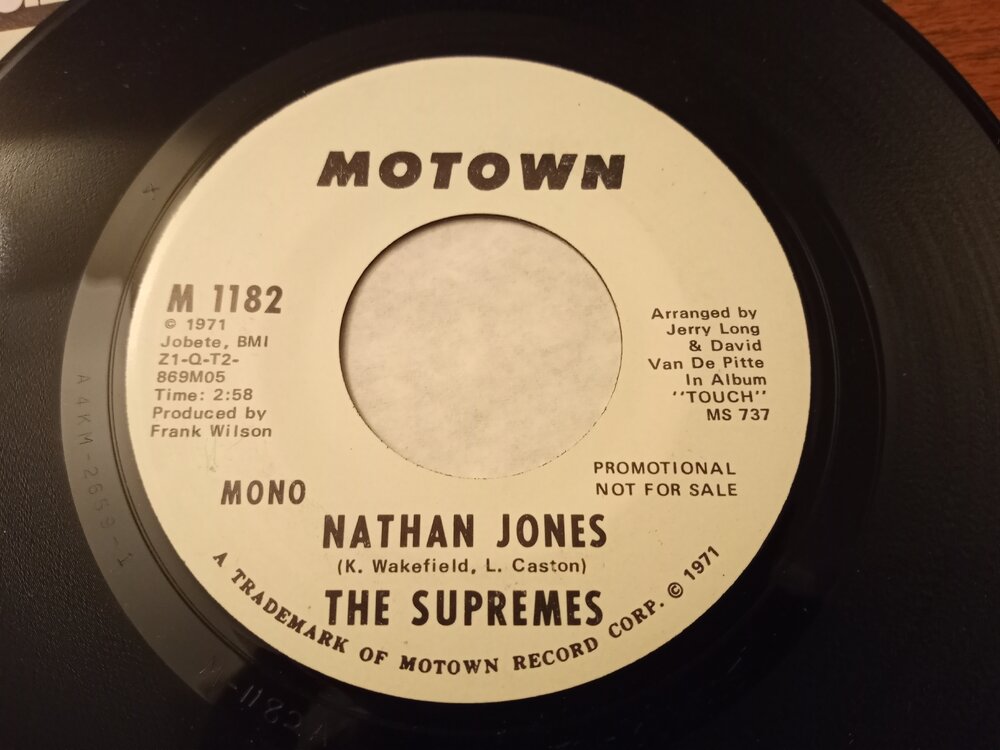 MOTOWN
M 1182
© 1971
Jobete, BMI
Z1-Q-T2-
869M05
Time: 2:58
Produced by
Frank Wilson
MONO
Arranged by
Jerry Long
& David
Van De Pitte
In Album
"TOUCH"
MS 737
PROMOTIONAL
NOT FOR SALE
NATHAN JONES
(K. Wakefield, L. Caston)
THE SUPREMES
A TRADEMARK OF MOTOWN RECORD CORP. © 1971